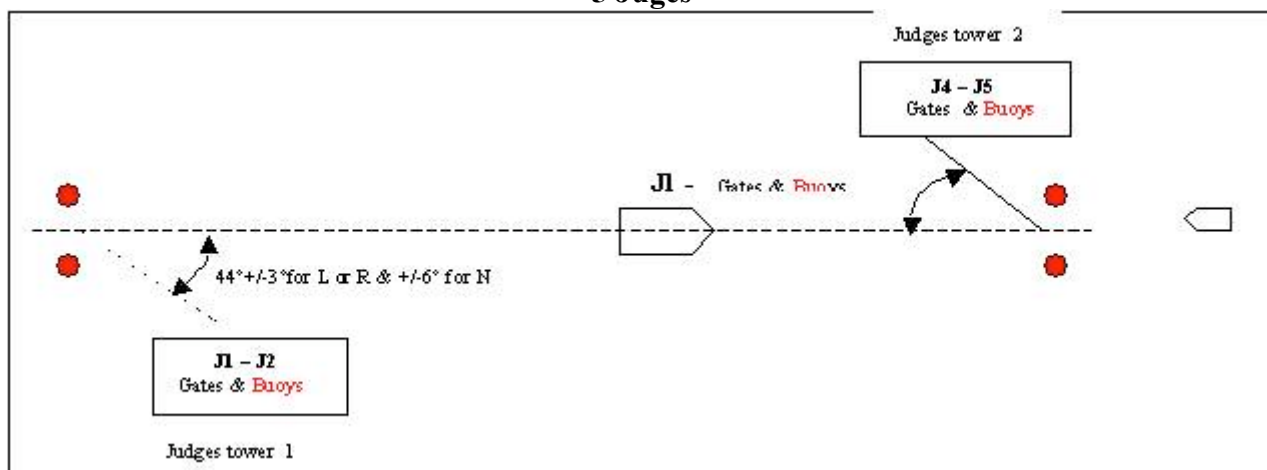 Judges tower 2
J4 – J5
Gates & Buoys
J1 - Gates & Buoys
44°+/-3°for L or R & +/-6° for N
J1 – J2
Gates & Buoys
Judges tower 1